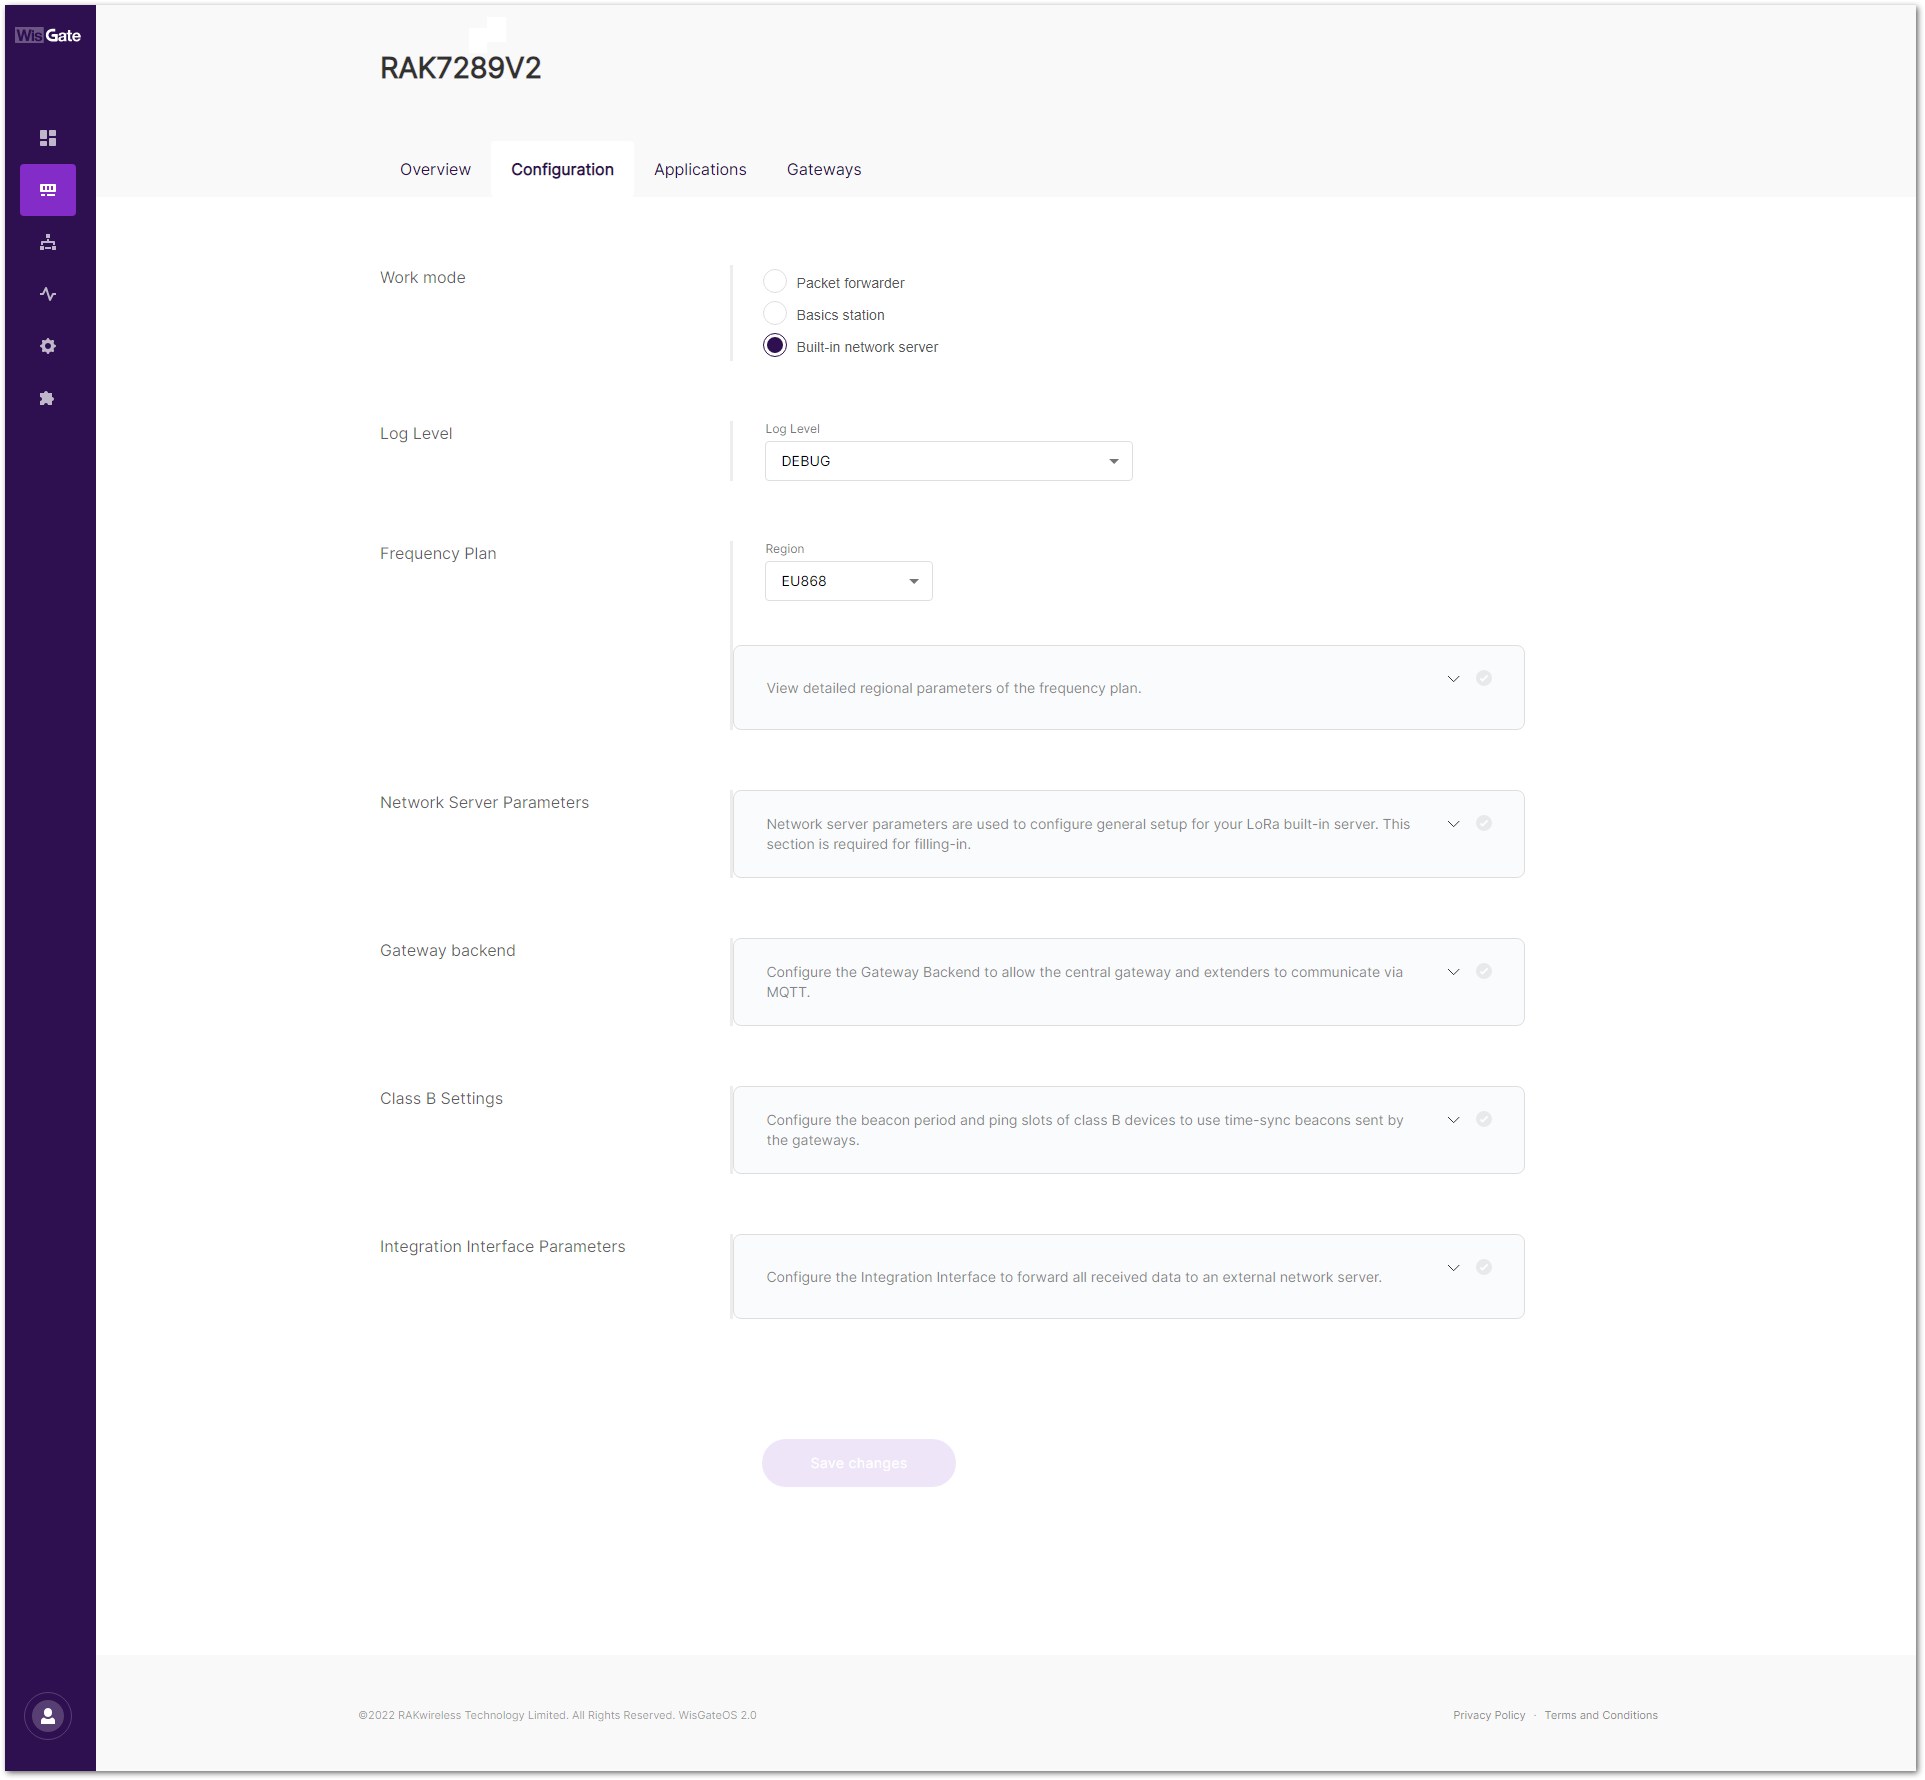 WisGate
RAK7289V2
Overview
Configuration
Applications
Gateways
Work mode
Packet forwarder
Basics station
Built-in network server
Log Level
Log Level
DEBUG
Frequency Plan
Region
EU868
View detailed regional parameters of the frequency plan.
Network Server Parameters
Network server parameters are used to configure general setup for your LoRa built-in server. This
section is required for filling-in.
Gateway backend
Configure the Gateway Backend to allow the central gateway and extenders to communicate via
MQTT.
Class B Settings
Configure the beacon period and ping slots of class B devices to use time-sync beacons sent by
the gateways.
Integration Interface Parameters
Configure the Integration Interface to forward all received data to an external network server.
Save changes
©2022 RAKwireless Technology Limited. All Rights Reserved. WisGateOS 2.0
Privacy Policy · Terms and Conditions